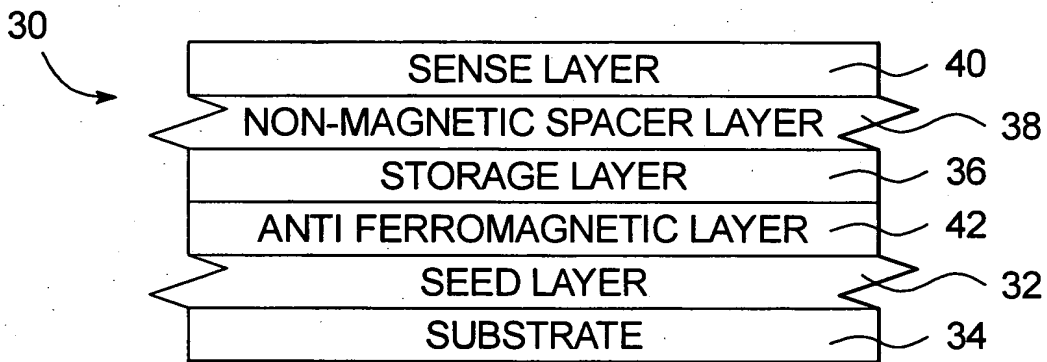 30
SENSE LAYER 40
NON-MAGNETIC SPACER LAYER 38
STORAGE LAYER 36
ANTI FERROMAGNETIC LAYER 42
SEED LAYER 32
SUBSTRATE 34